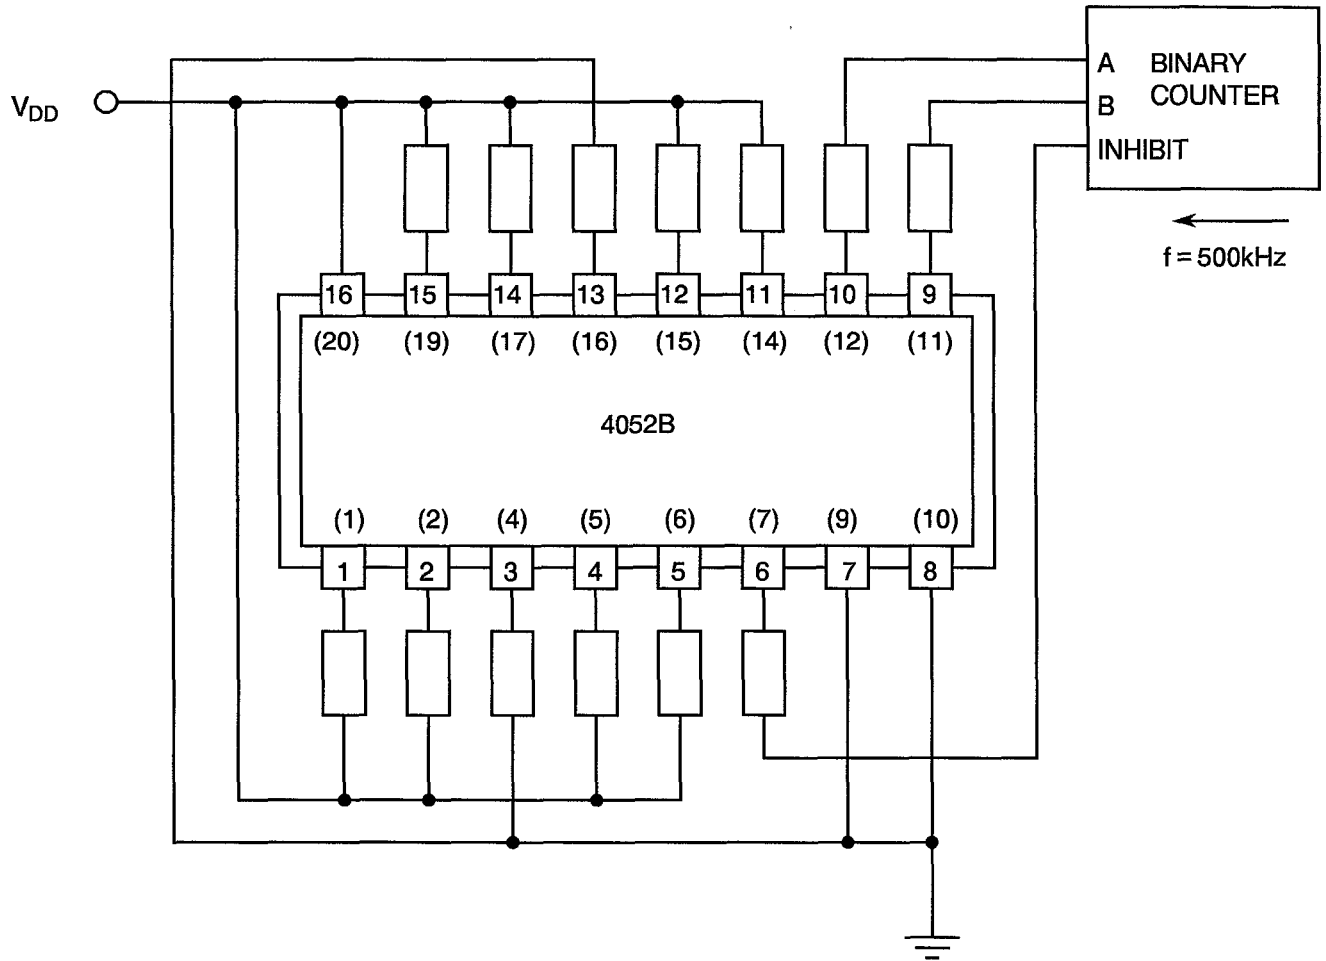 A BINARY
COUNTER
B
INHIBIT
V_DD
f = 500kHz
16 15 14 13 12 11 10 9
(20) (19) (17) (16) (15) (14) (12) (11)
4052B
(1) (2) (4) (5) (6) (7) (9) (10)
1 2 3 4 5 6 7 8